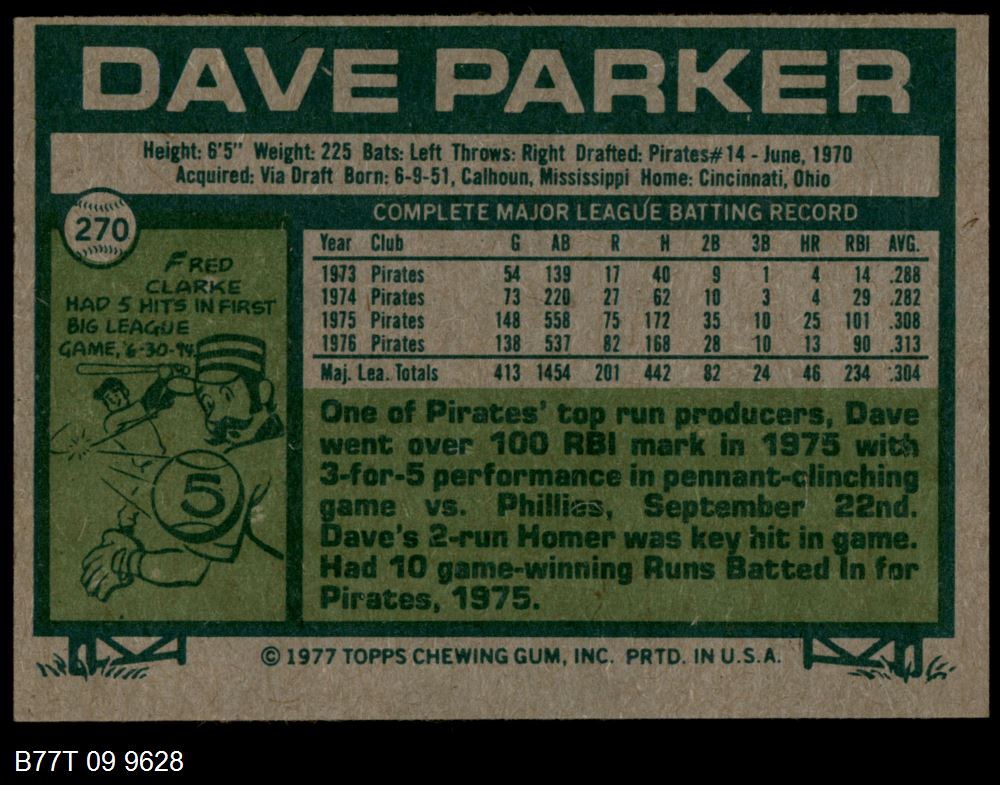 DAVE PARKER
Height: 6'5" Weight: 225 Bats: Left Throws: Right Drafted: Pirates#14 - June, 1970
Acquired: Via Draft Born: 6-9-51, Calhoun, Mississippi Home: Cincinnati, Ohio
270
FRED
CLARKE
HAD 5 HITS IN FIRST
BIG LEAGUE
GAME, 6-30-94.
5
COMPLETE MAJOR LEAGUE BATTING RECORD
Year Club G AB R H 2B 3B HR RBI AVG.
1973 Pirates 54 139 17 40 9 1 4 14 .288
1974 Pirates 73 220 27 62 10 3 4 29 .282
1975 Pirates 148 558 75 172 35 10 25 101 .308
1976 Pirates 138 537 82 168 28 10 13 90 .313
Maj. Lea. Totals 413 1454 201 442 82 24 46 234 .304
One of Pirates' top run producers, Dave
went over 100 RBI mark in 1975 with
3-for-5 performance in pennant-clinching
game vs. Phillies, September 22nd.
Dave's 2-run Homer was key hit in game.
Had 10 game-winning Runs Batted In for
Pirates, 1975.
© 1977 TOPPS CHEWING GUM, INC. PRTD. IN U.S.A.
B77T 09 9628